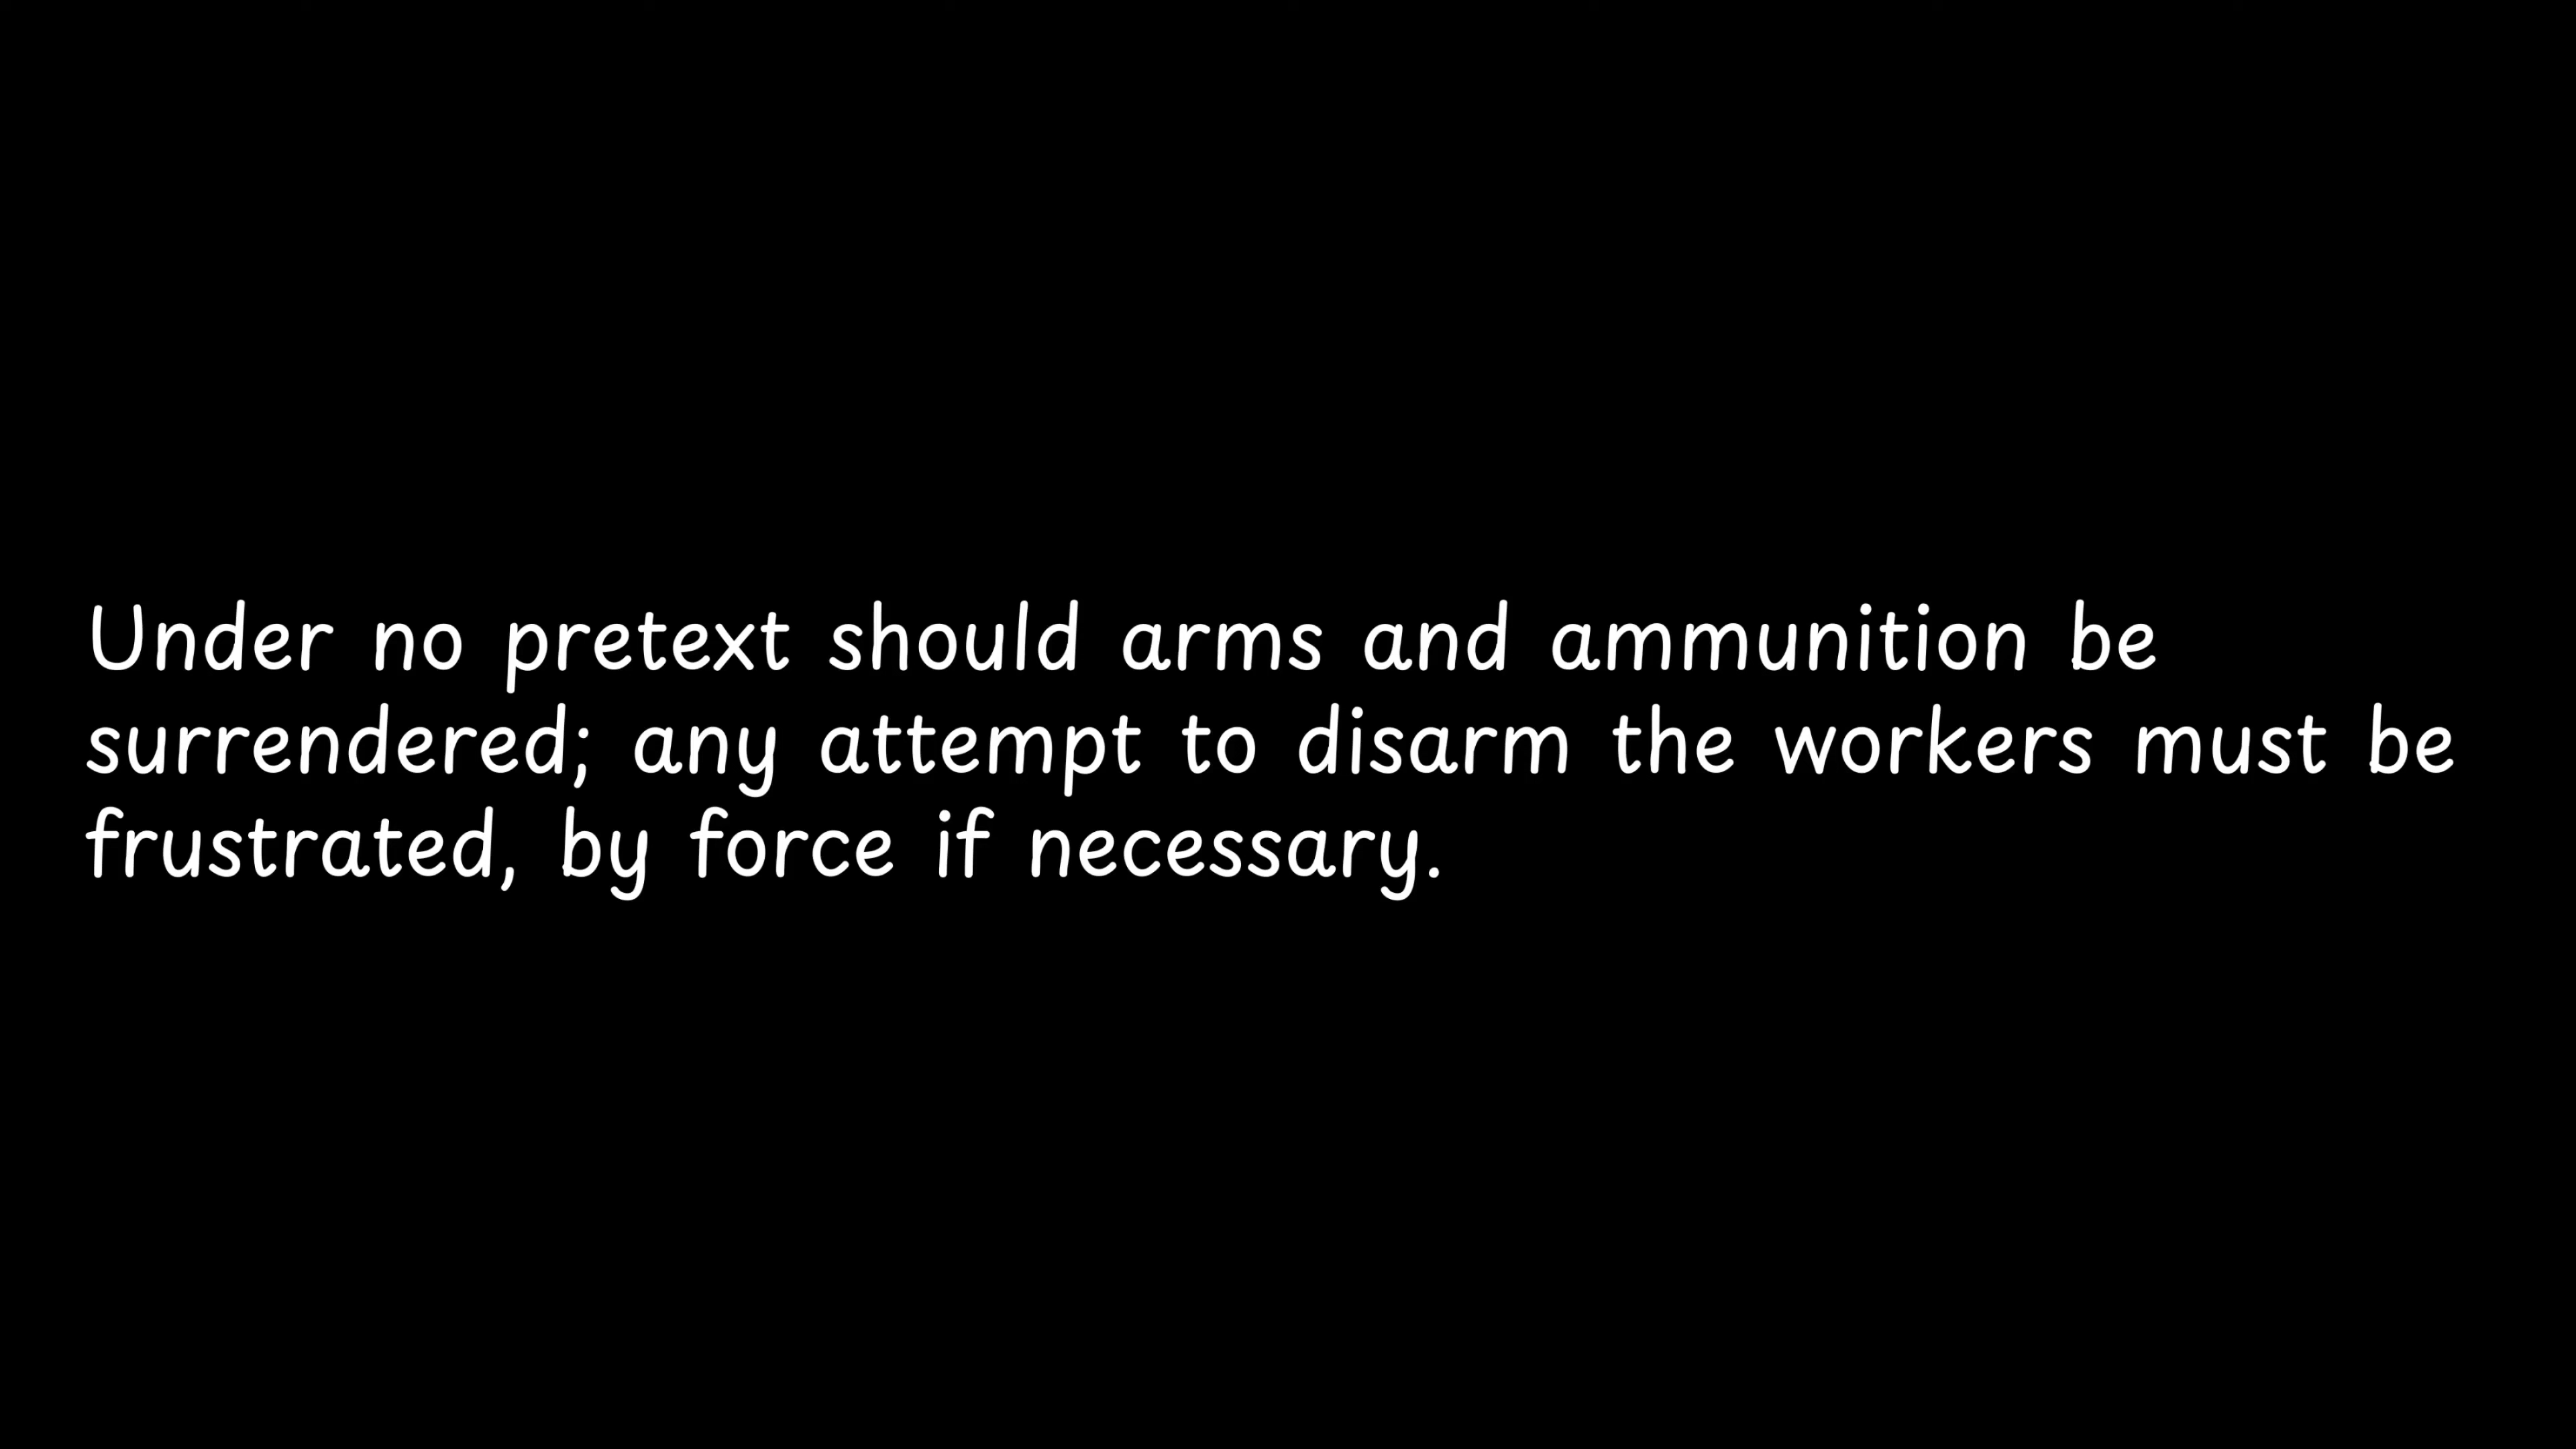 Under no pretext should arms and ammunition be
surrendered; any attempt to disarm the workers must be
frustrated, by force if necessary.